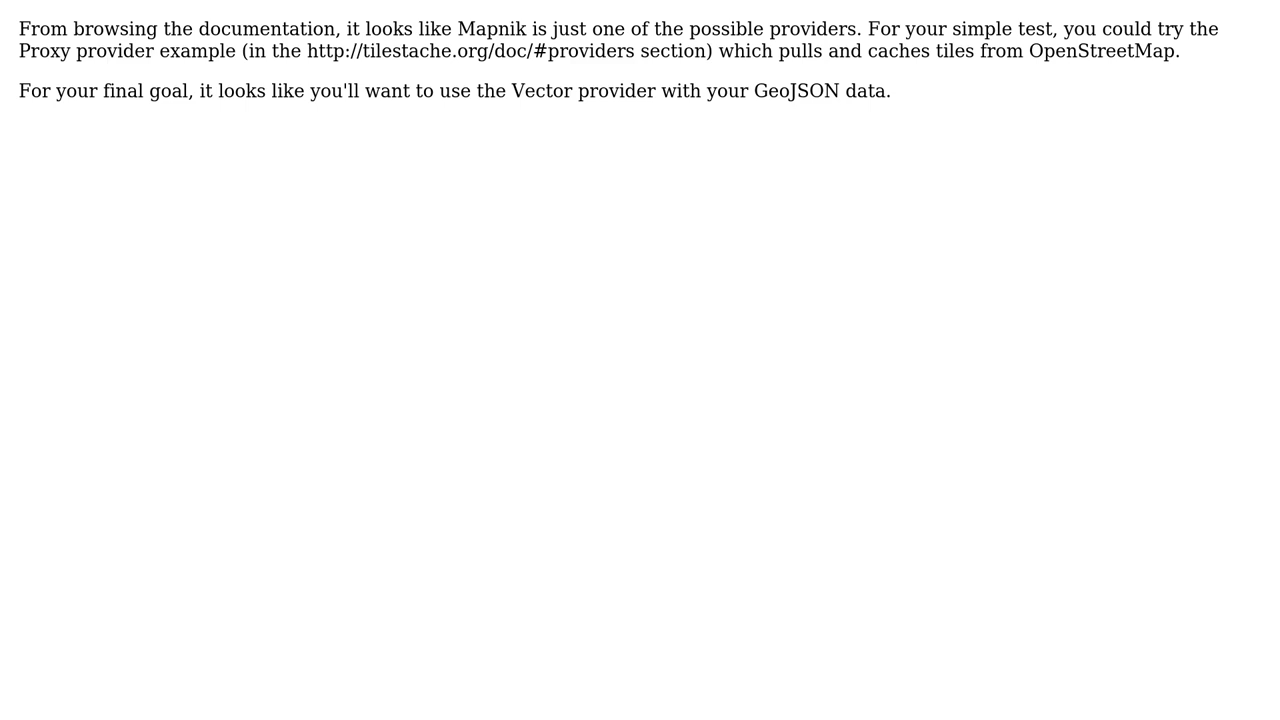 From browsing the documentation, it looks like Mapnik is just one of the possible providers. For your simple test, you could try the
Proxy provider example (in the http://tilestache.org/doc/#providers section) which pulls and caches tiles from OpenStreetMap.
For your final goal, it looks like you'll want to use the Vector provider with your GeoJSON data.